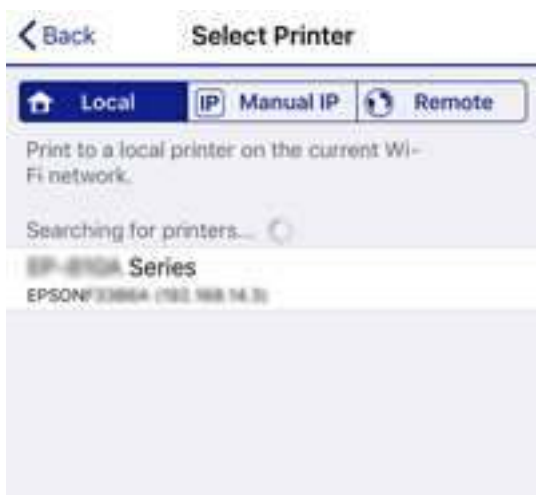 Back
Select Printer
Local
IP Manual IP
Remote
Print to a local printer on the current Wi-
Fi network.
Searching for printers...
Series
EPSON